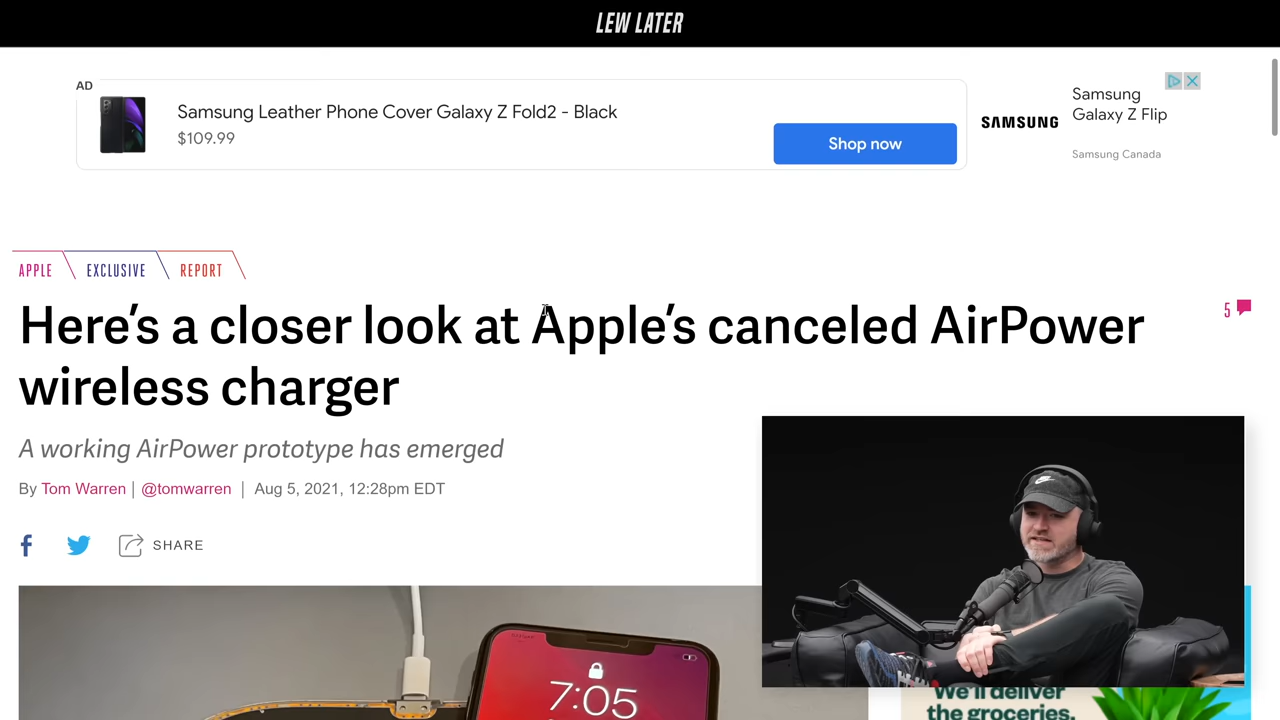 LEW LATER
AD
Samsung Leather Phone Cover Galaxy Z Fold2 - Black
$109.99
Shop now
SAMSUNG
Samsung
Galaxy Z Flip
Samsung Canada
APPLE
EXCLUSIVE
REPORT
Here's a closer look at Apple's canceled AirPower
wireless charger
5
A working AirPower prototype has emerged
By Tom Warren | @tomwarren | Aug 5, 2021, 12:28pm EDT
SHARE
7:05
We'll deliver
the groceries.